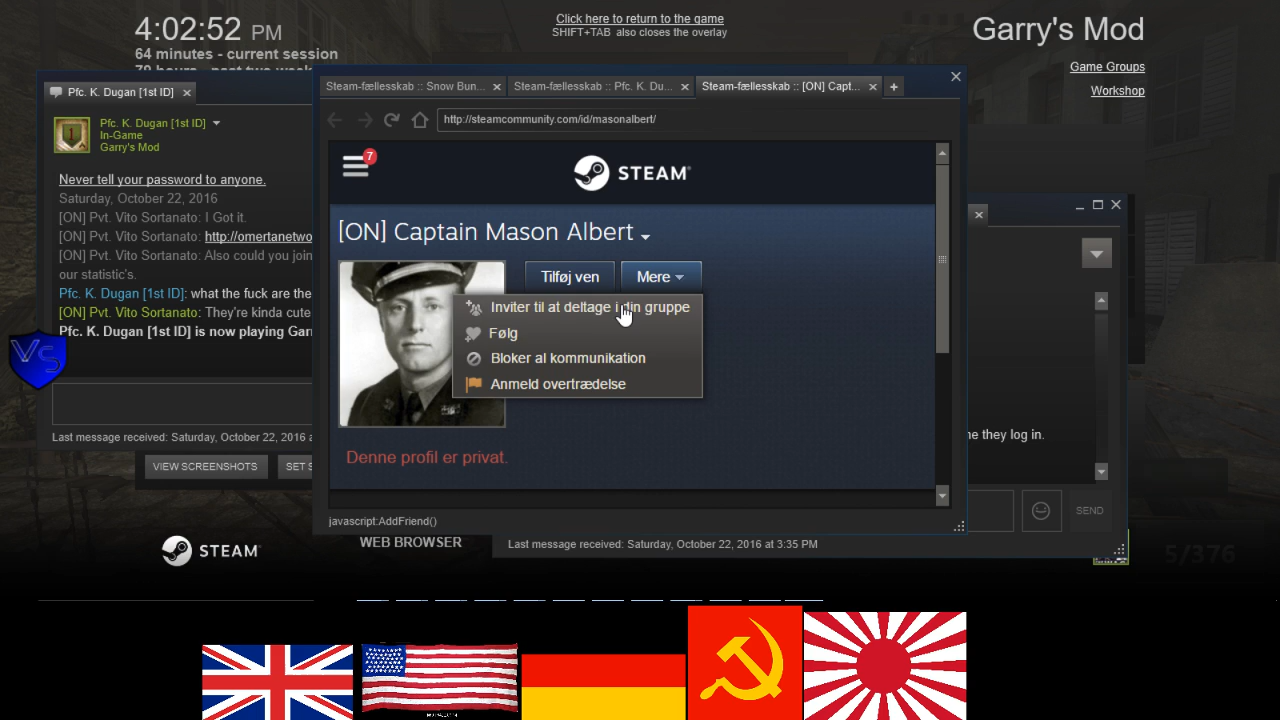 4:02:52 PM
64 minutes - current session
Click here to return to the game
SHIFT+TAB also closes the overlay
Garry's Mod
Game Groups
Workshop
Pfc. K. Dugan [1st ID]
Pfc. K. Dugan [1st ID]
In-Game
Garry's Mod
Never tell your password to anyone.
Saturday, October 22, 2016
[ON] Pvt. Vito Sortanato: I Got it.
[ON] Pvt. Vito Sortanato: http://omertanetwo
[ON] Pvt. Vito Sortanato: Also could you join
our statistic's.
Pfc. K. Dugan [1st ID]: what the fuck are the
[ON] Pvt. Vito Sortanato: They're kinda cute
Pfc. K. Dugan [1st ID] is now playing Garr
VS
Last message received: Saturday, October 22, 2016 a
VIEW SCREENSHOTS
SET S
STEAM
Steam-fællesskab :: Snow Bun...
Steam-fællesskab :: Pfc. K. Du...
Steam-fællesskab :: [ON] Capt...
http://steamcommunity.com/id/masonalbert/
7
STEAM
[ON] Captain Mason Albert
Tilføj ven
Mere
Inviter til at deltage i din gruppe
Følg
Bloker al kommunikation
Anmeld overtrædelse
Denne profil er privat.
javascript:AddFriend()
WEB BROWSER
Last message received: Saturday, October 22, 2016 at 3:35 PM
he they log in.
SEND
5/376